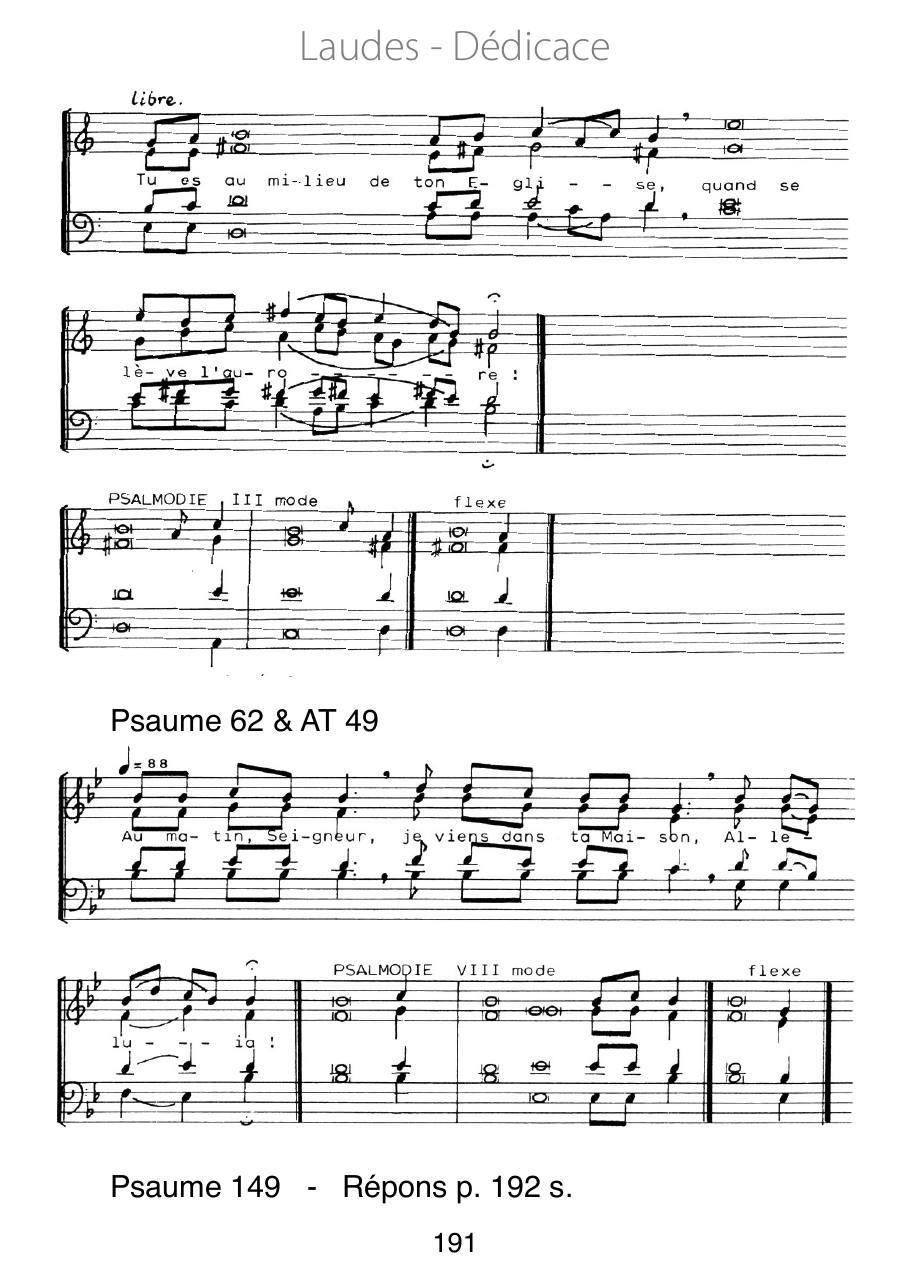 Laudes - Dédicace
libre.
Tu es au mi-lieu de ton E- gli - - se, quand se
lè- ve l'au- ro - - - - - - re :
PSALMODIE III mode flexe
Psaume 62 & AT 49
= 88
Au ma- tin, Sei-gneur, je viens dans ta Mai- son, Al- le -
PSALMODIE VIII mode flexe
lu - - - ia !
Psaume 149 - Répons p. 192 s.
191